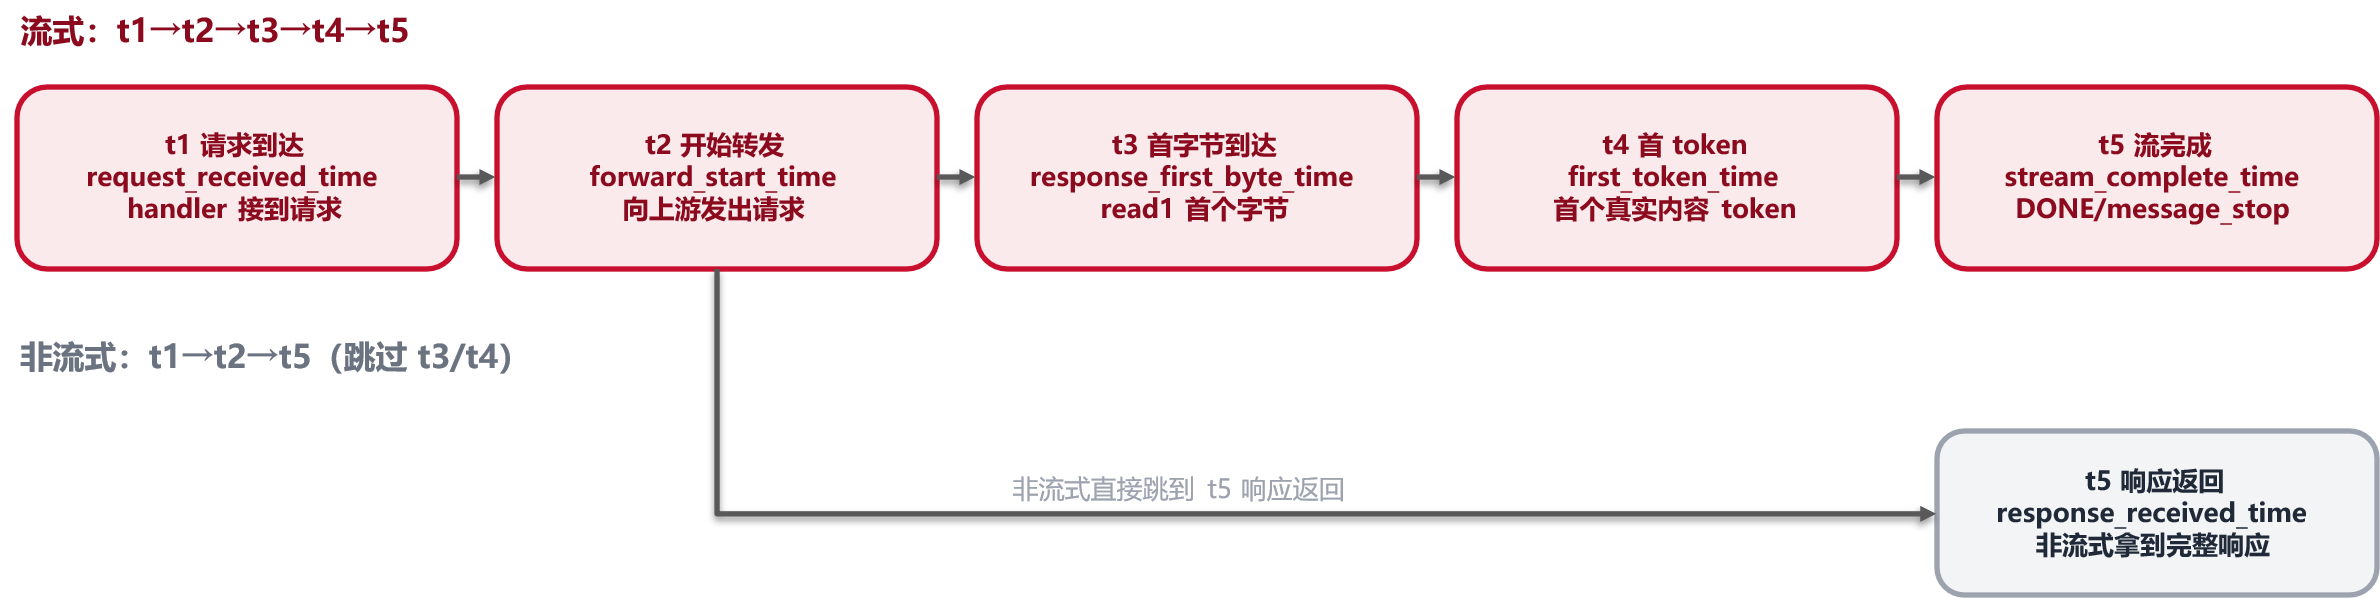 流式：t1→t2→t3→t4→t5
t1 请求到达
request_received_time
handler 接到请求
t2 开始转发
forward_start_time
向上游发出请求
t3 首字节到达
response_first_byte_time
read1 首个字节
t4 首 token
first_token_time
首个真实内容 token
t5 流完成
stream_complete_time
DONE/message_stop
非流式：t1→t2→t5（跳过 t3/t4）
非流式直接跳到 t5 响应返回
t5 响应返回
response_received_time
非流式拿到完整响应